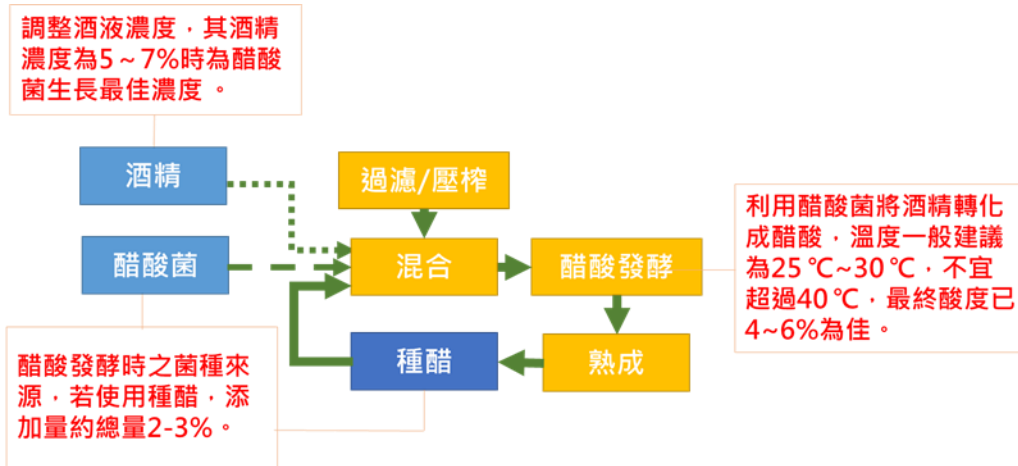 調整酒液濃度，其酒精
濃度為5～7%時為醋酸
菌生長最佳濃度 。
酒精
過濾/壓榨
醋酸菌
混合
醋酸發酵
利用醋酸菌將酒精轉化
成醋酸，溫度一般建議
為25 ℃~30 ℃，不宜
超過40 ℃，最終酸度已
4~6%為佳。
醋酸發酵時之菌種來
源，若使用種醋，添
加量約總量2-3%。
種醋
熟成